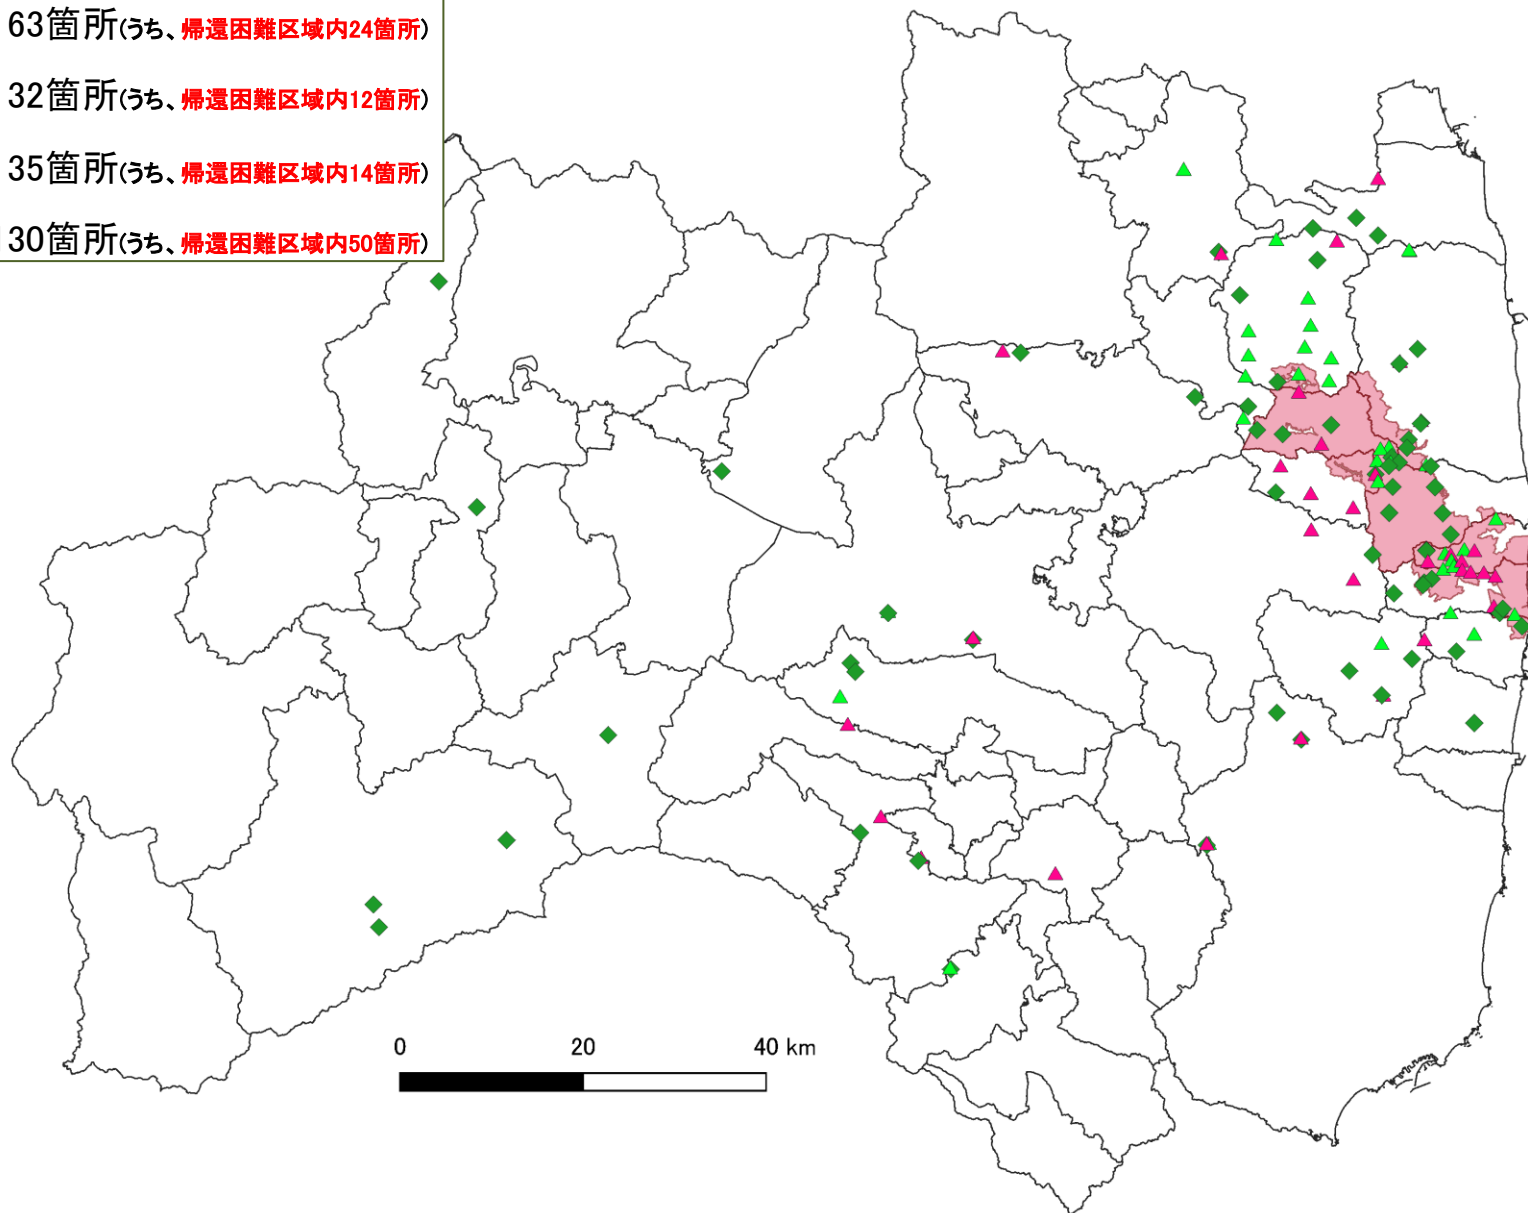 63箇所(うち、帰還困難区域内24箇所)
32箇所(うち、帰還困難区域内12箇所)
35箇所(うち、帰還困難区域内14箇所)
30箇所(うち、帰還困難区域内50箇所)
0 20 40 km